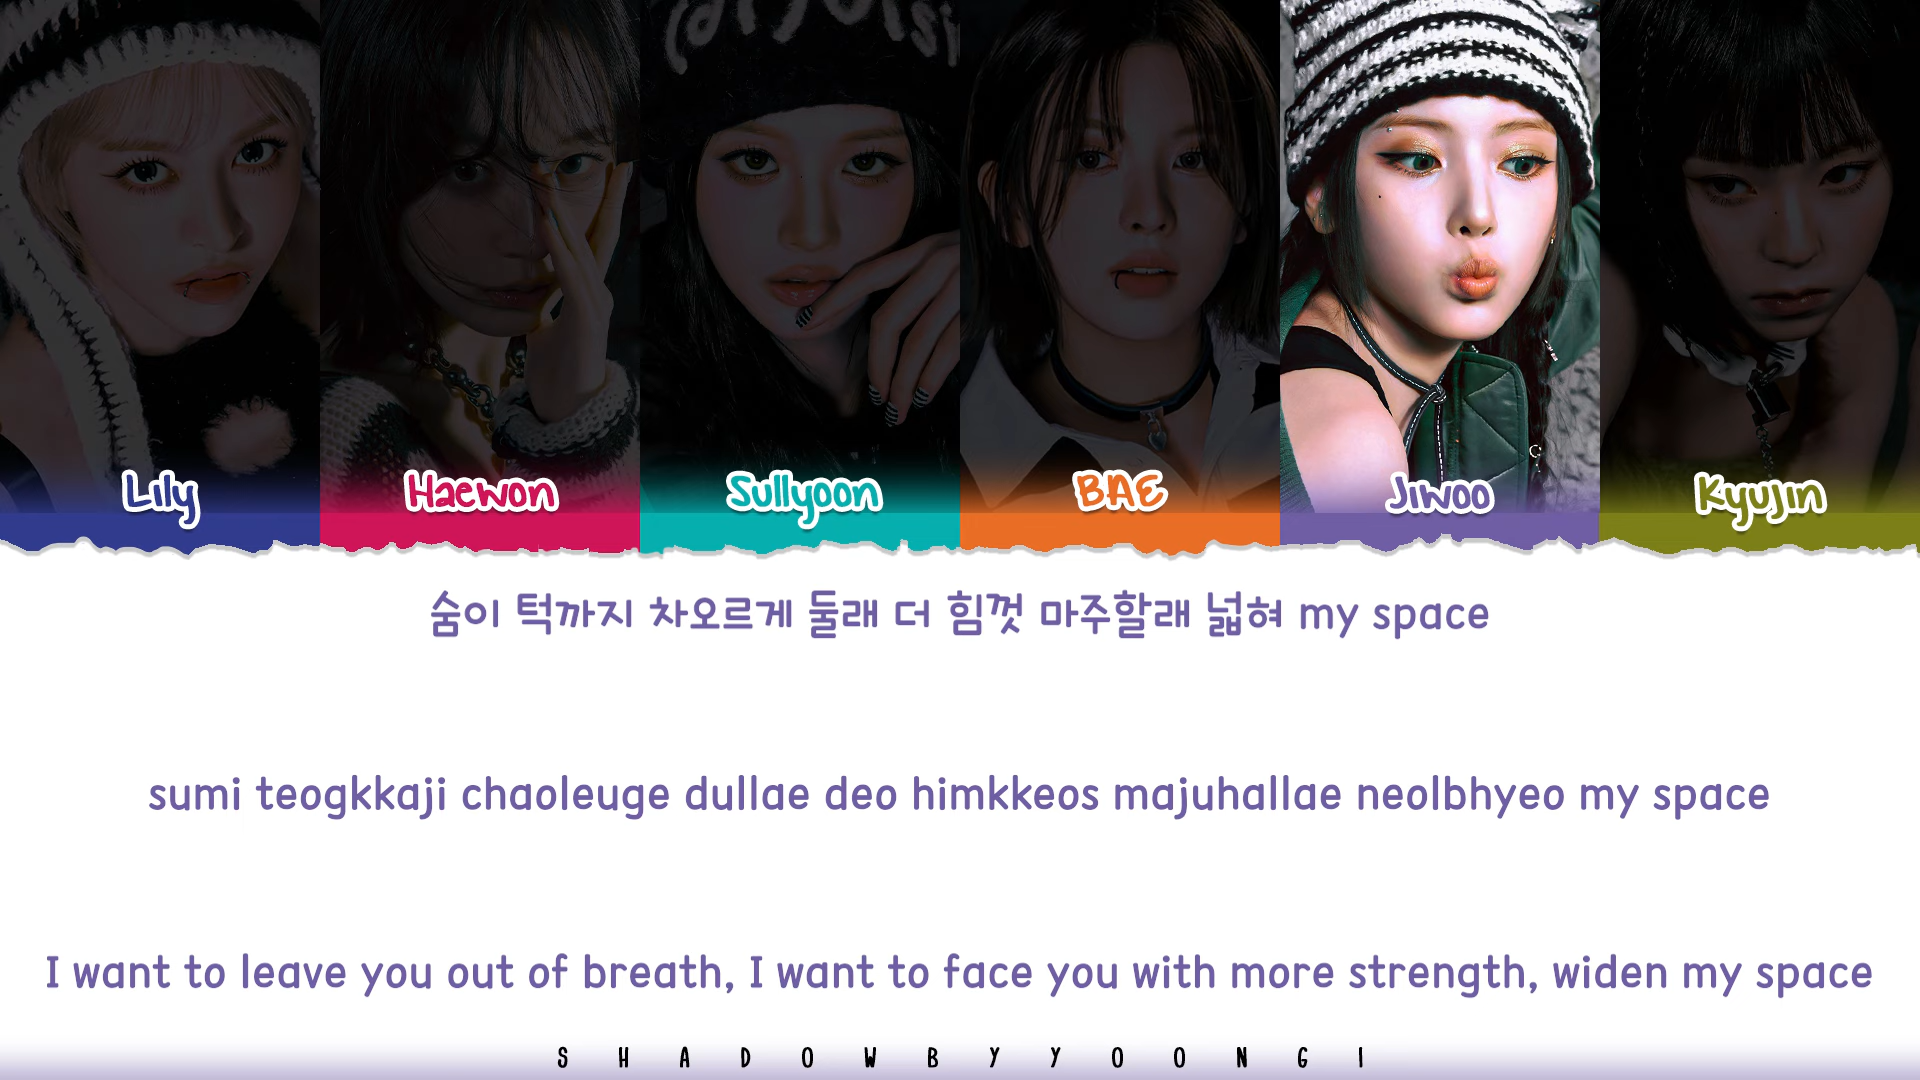 Lily
Haewon
Sullyoon
BAE
Jiwoo
Kyujin
숨이 턱까지 차오르게 둘래 더 힘껏 마주할래 넓혀 my space
sumi teogkkaji chaoleuge dullae deo himkkeos majuhallae neolbhyeo my space
I want to leave you out of breath, I want to face you with more strength, widen my space
SHADOWBYYOONGI